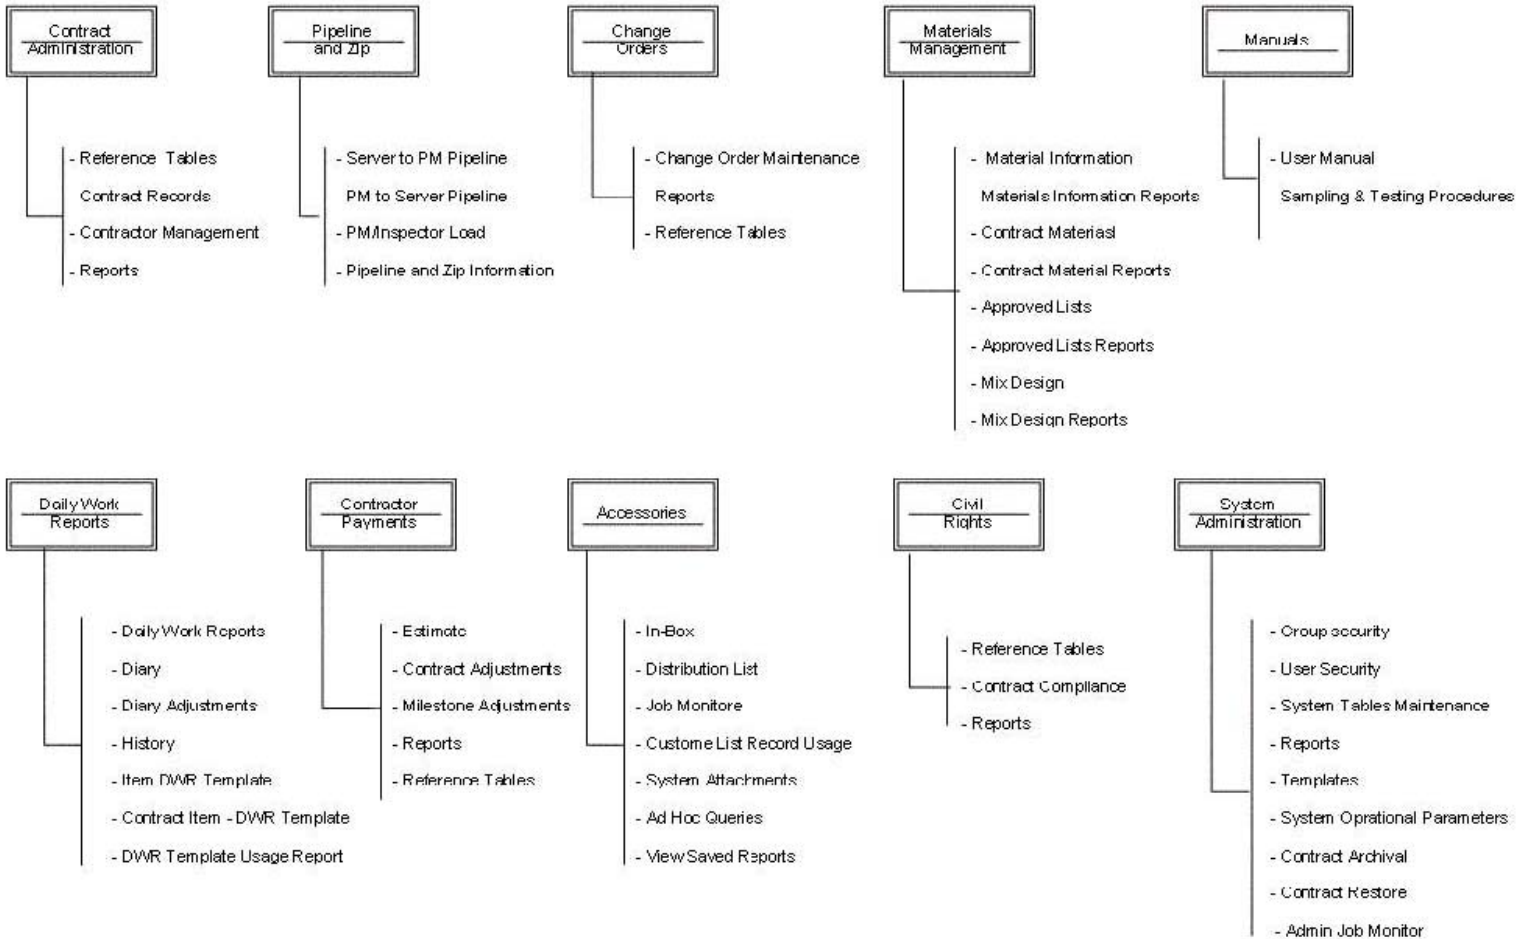 Contract
Administration
- Reference Tables
Contract Records
- Contractor Management
- Reports
Pipeline
and Zip
- Server to PM Pipeline
PM to Server Pipeline
- PM/Inspector Load
- Pipeline and Zip Information
Change
Orders
- Change Order Maintenance
Reports
- Reference Tables
Materials
Management
- Material Information
Materials Information Reports
- Contract Materiasl
- Contract Material Reports
- Approved Lists
- Approved Lists Reports
- Mix Design
- Mix Design Reports
Manuals
- User Manual
Sampling & Testing Procedures
Daily Work
Reports
- Daily Work Reports
- Diary
- Diary Adjustments
- History
- Item DWR Template
- Contract Item - DWR Template
- DWR Template Usage Report
Contractor
Payments
- Estimate
- Contract Adjustments
- Milestone Adjustments
- Reports
- Reference Tables
Accessories
- In-Box
- Distribution List
- Job Monitore
- Custome List Record Usage
- System Attachments
- Ad Hoc Queries
- View Saved Reports
Civil
Rights
- Reference Tables
- Contract Compliance
- Reports
System
Administration
- Group security
- User Security
- System Tables Maintenance
- Reports
- Templates
- System Oprational Parameters
- Contract Archival
- Contract Restore
- Admin Job Monitor